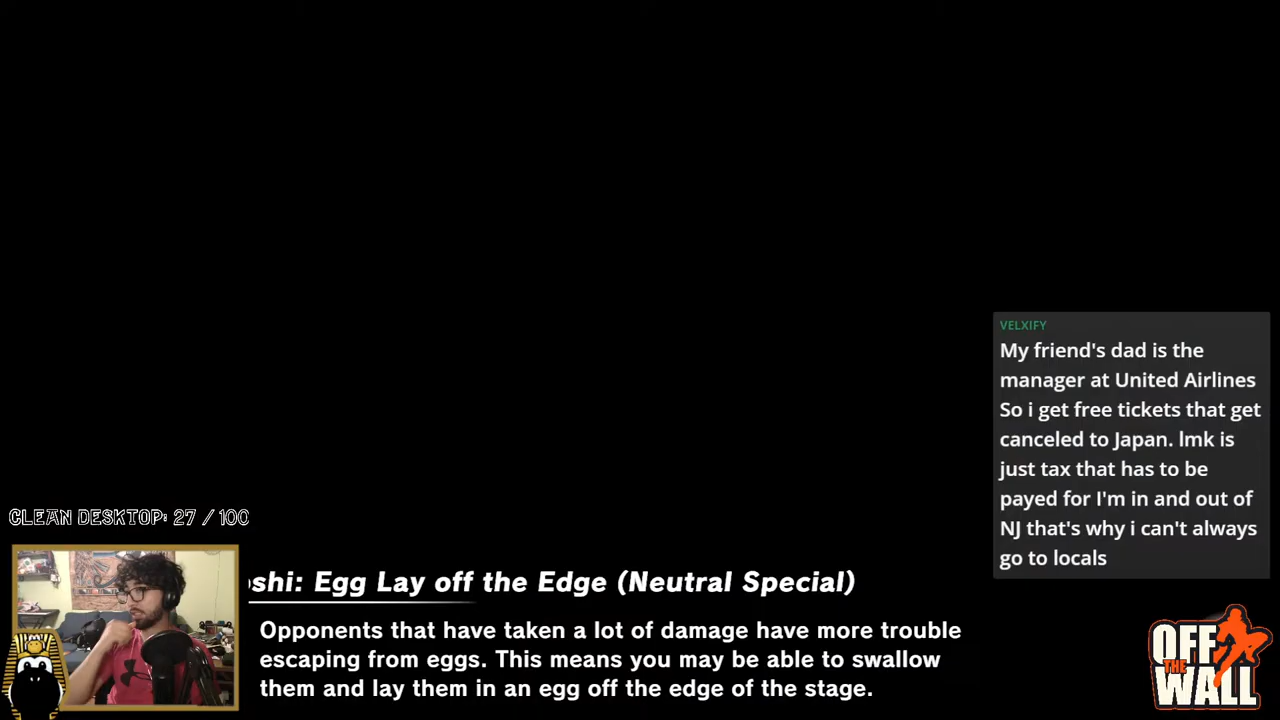 VELXIFY
My friend's dad is the
manager at United Airlines
So i get free tickets that get
canceled to Japan. lmk is
just tax that has to be
payed for I'm in and out of
NJ that's why i can't always
go to locals
CLEAN DESKTOP: 27 / 100
oshi: Egg Lay off the Edge (Neutral Special)
Opponents that have taken a lot of damage have more trouble
escaping from eggs. This means you may be able to swallow
them and lay them in an egg off the edge of the stage.
OFF
THE
WALL